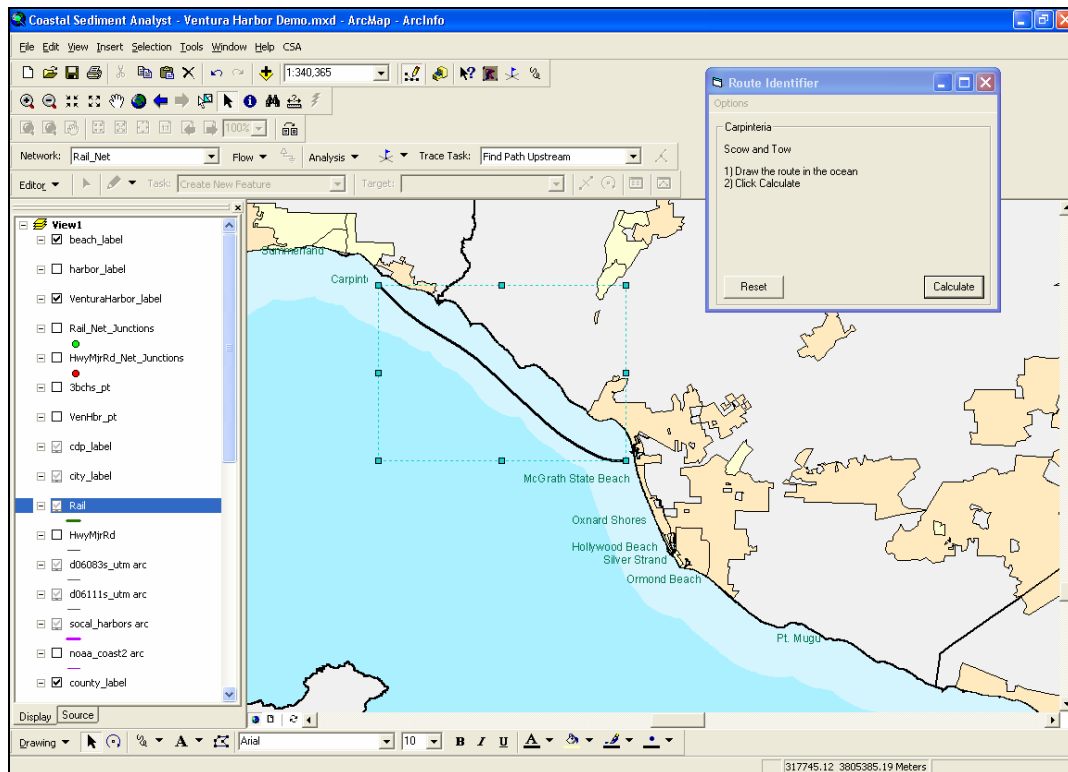 Coastal Sediment Analyst - Ventura Harbor Demo.mxd - ArcMap - ArcInfo
File Edit View Insert Selection Tools Window Help CSA
1:340,365
100%
Network: Rail_Net Flow Analysis Trace Task: Find Path Upstream
Editor Task: Create New Feature Target:
View1
beach_label
harbor_label
VenturaHarbor_label
Rail_Net_Junctions
HwyMjrRd_Net_Junctions
3bchs_pt
VenHbr_pt
cdp_label
city_label
Rail
HwyMjrRd
d06083s_utm arc
d06111s_utm arc
socal_harbors arc
noaa_coast2 arc
county_label
Display Source
Summerland
Carpinte
McGrath State Beach
Oxnard Shores
Hollywood Beach
Silver Strand
Ormond Beach
Pt. Mugu
Route Identifier
Options
Carpinteria
Scow and Tow
1) Draw the route in the ocean
2) Click Calculate
Reset Calculate
Drawing A Arial 10 B I U A
317745.12 3805385.19 Meters